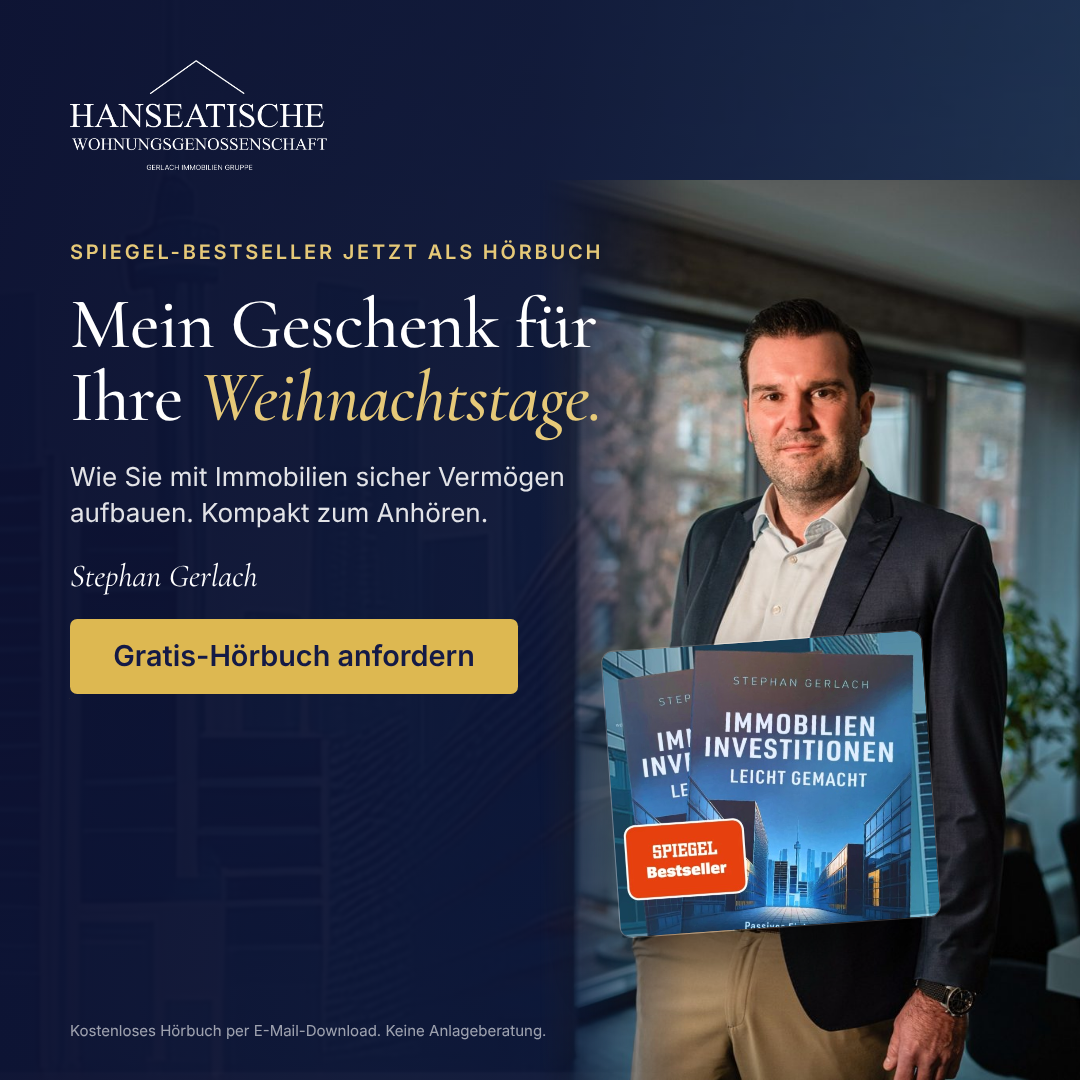 HANSEATISCHE
WOHNUNGSGENOSSENSCHAFT
GERLACH IMMOBILIEN GRUPPE
SPIEGEL-BESTSELLER JETZT ALS HÖRBUCH
Mein Geschenk für
Ihre Weihnachtstage.
Wie Sie mit Immobilien sicher Vermögen
aufbauen. Kompakt zum Anhören.
Stephan Gerlach
Gratis-Hörbuch anfordern
STEPHAN GERLACH
IMMOBILIEN
INVESTITIONEN
LEICHT GEMACHT
SPIEGEL
Bestseller
Kostenloses Hörbuch per E-Mail-Download. Keine Anlageberatung.